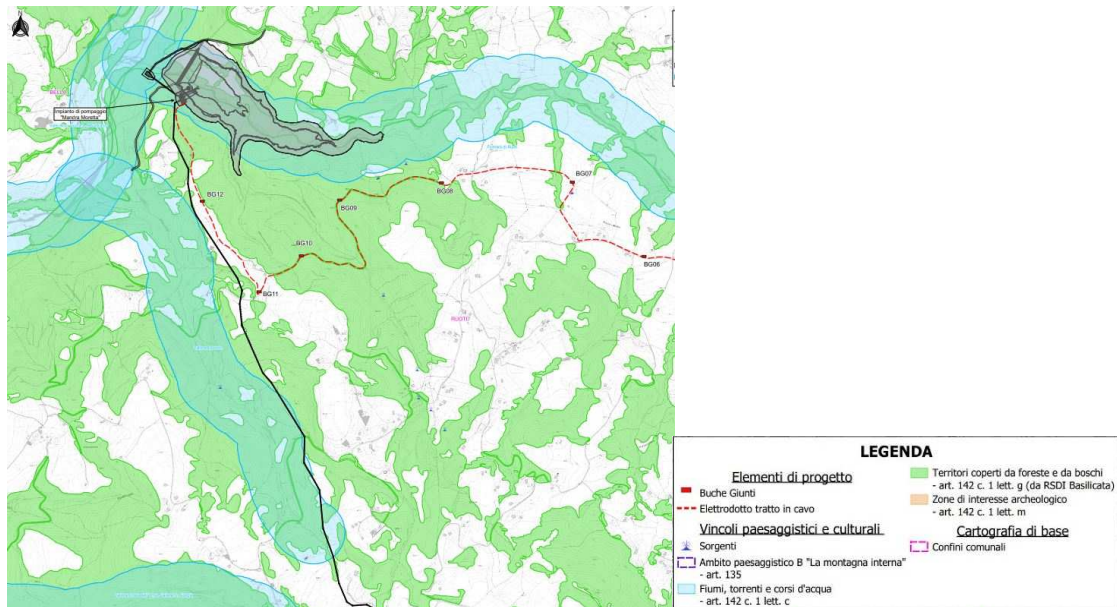 Impianto di pompaggio
"Mandra Moretta"
BG12
BG09
BG08
BG07
BG10
BG06
BG11
RUOTI
LEGENDA
Elementi di progetto
Buche Giunti
Elettrodotto tratto in cavo
Vincoli paesaggistici e culturali
Sorgenti
Ambito paesaggistico B "La montagna interna"
- art. 135
Fiumi, torrenti e corsi d'acqua
- art. 142 c. 1 lett. c
Territori coperti da foreste e da boschi
- art. 142 c. 1 lett. g (da RSDI Basilicata)
Zone di interesse archeologico
- art. 142 c. 1 lett. m
Cartografia di base
Confini comunali